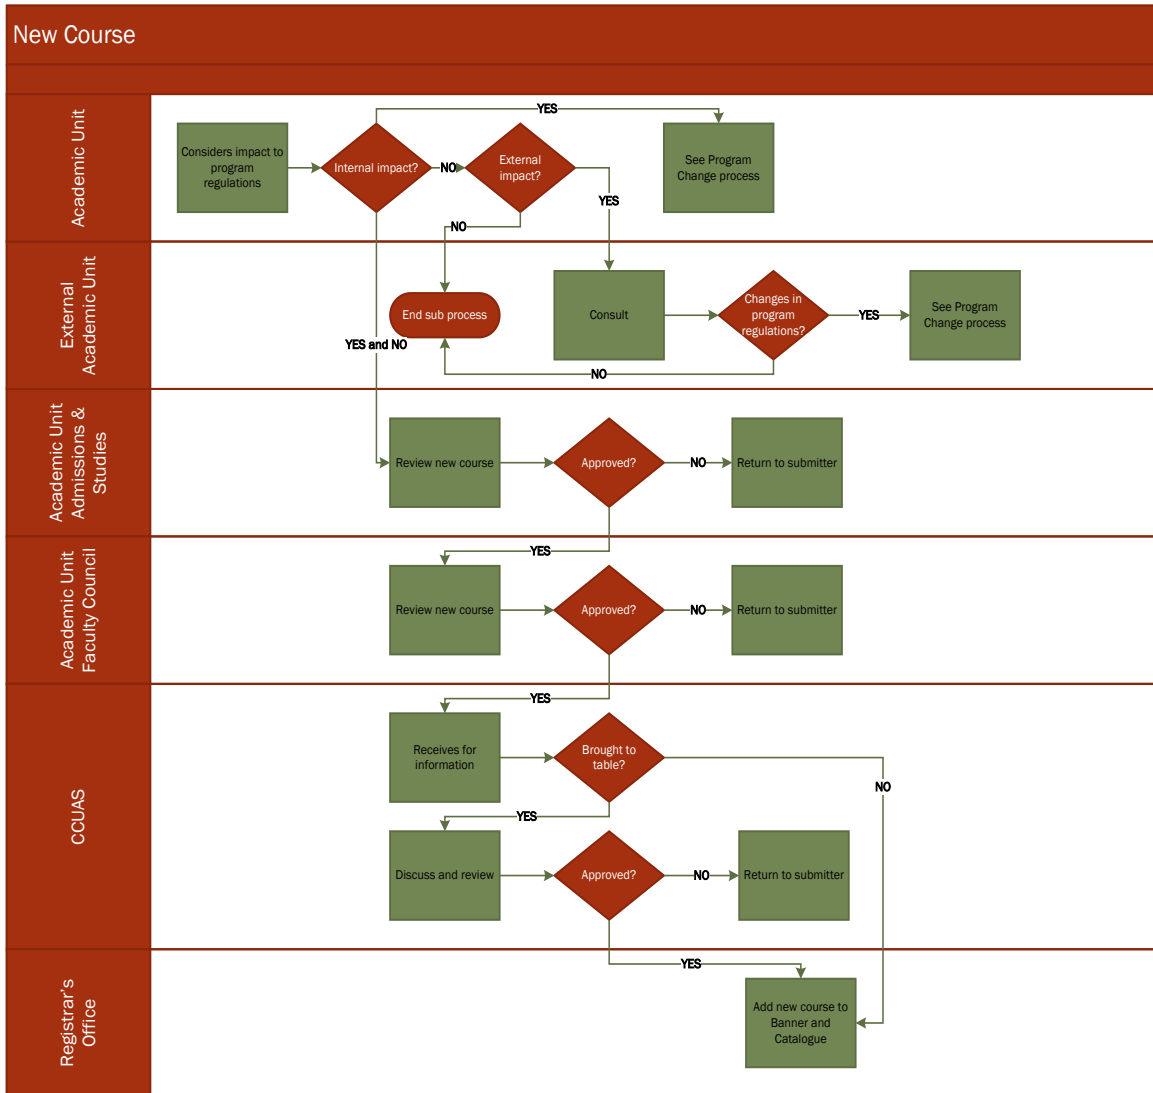 New Course
Academic Unit
YES
Considers impact to
program
regulations
Internal impact?
NO
External
impact?
See Program
Change process
YES
NO
External
Academic Unit
End sub process
Consult
Changes in
program
regulations?
YES
See Program
Change process
YES and NO
NO
Academic Unit
Admissions &
Studies
Review new course
Approved?
NO
Return to submitter
YES
Academic Unit
Faculty Council
Review new course
Approved?
NO
Return to submitter
YES
CCUAS
Receives for
information
Brought to
table?
NO
YES
Discuss and review
Approved?
NO
Return to submitter
YES
Registrar's
Office
Add new course to
Banner and
Catalogue